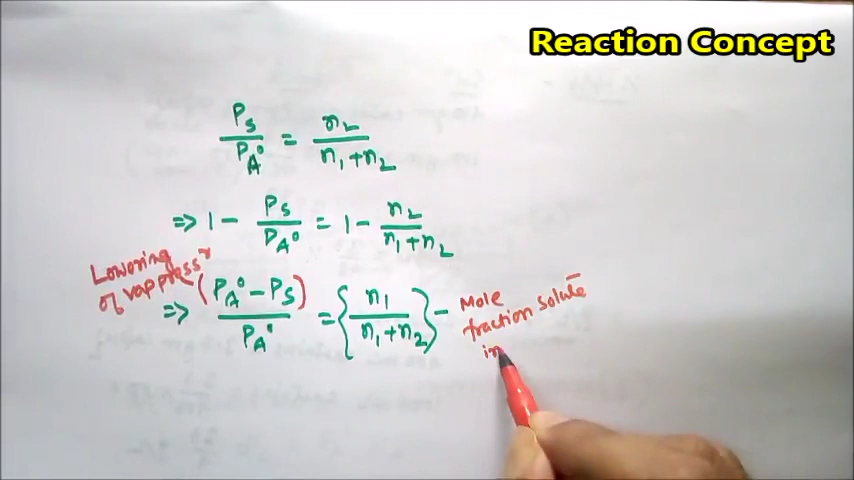 Reaction Concept
Ps/PA° = n2/n1+n2
=> 1 - Ps/PA° = 1 - n2/n1+n2
Lowering
of vap press^r
=> (PA° - Ps)/PA° = {n1/n1+n2} - Mole
fraction solute
in